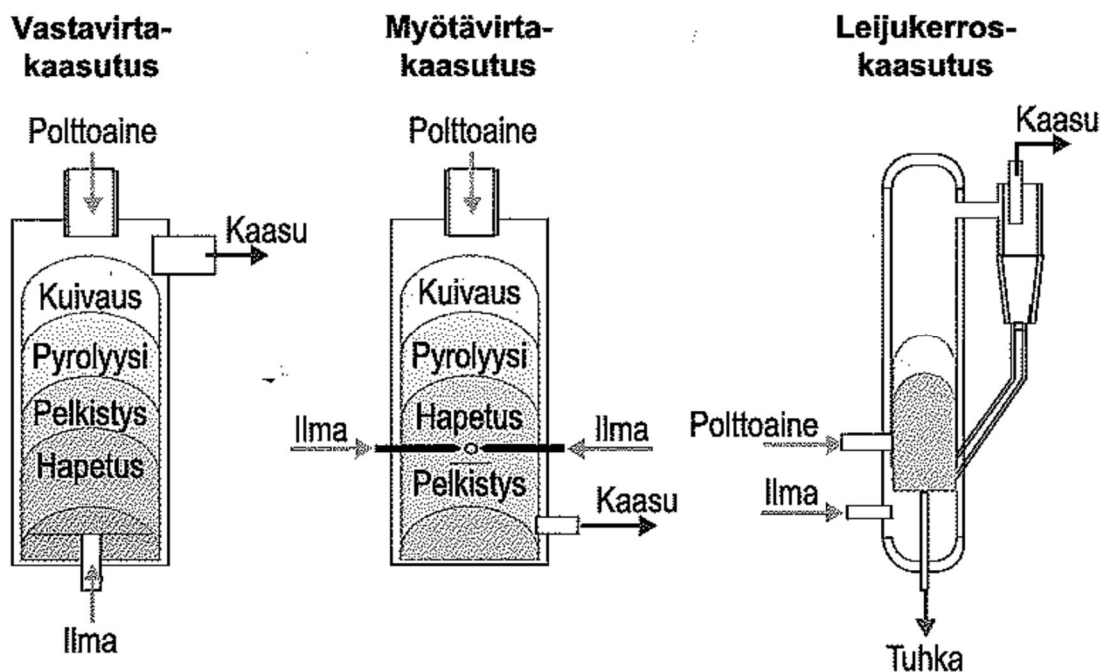 Vastavirta-
kaasutus
Polttoaine
Kaasu
Kuivaus
Pyrolyysi
Pelkistys
Hapetus
Ilma
Myötävirta-
kaasutus
Polttoaine
Kuivaus
Pyrolyysi
Hapetus
Ilma
Ilma
Pelkistys
Kaasu
Leijukerros-
kaasutus
Kaasu
Polttoaine
Ilma
Tuhka